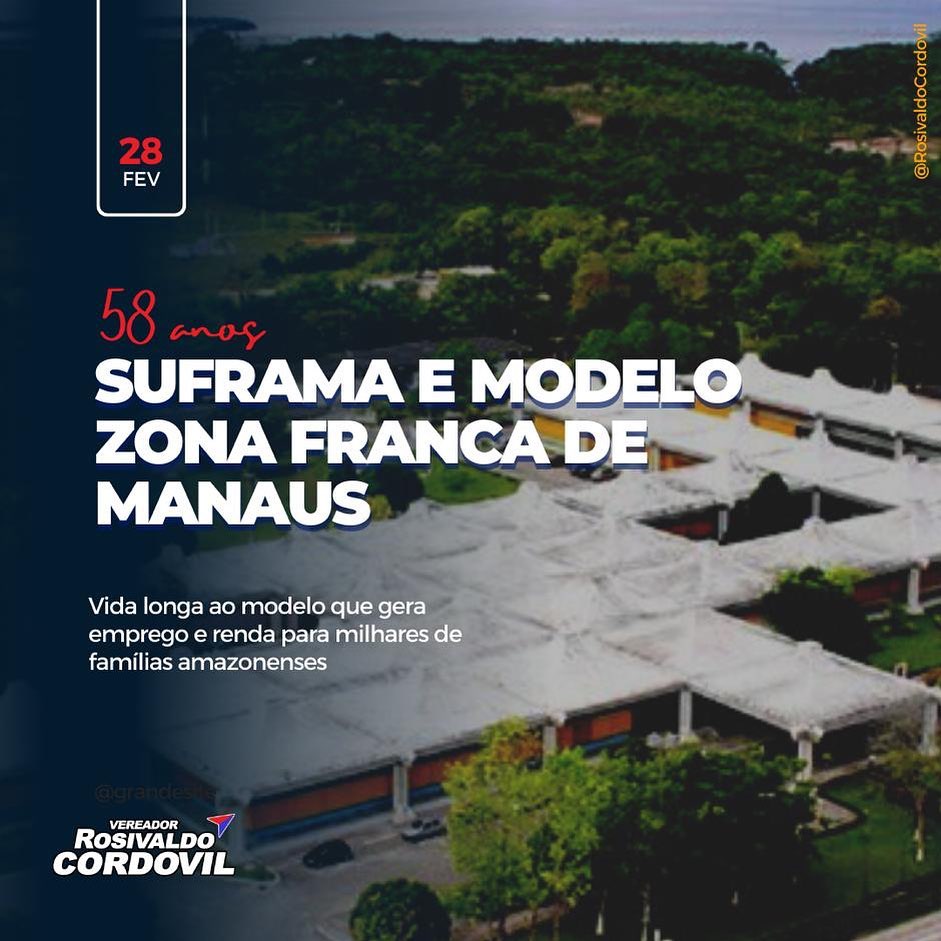 @RosivaldoCordovil
28
FEV
58 anos
SUFRAMA E MODELO
ZONA FRANCA DE
MANAUS
Vida longa ao modelo que gera
emprego e renda para milhares de
famílias amazonenses
VEREADOR
ROSIVALDO
CORDOVIL